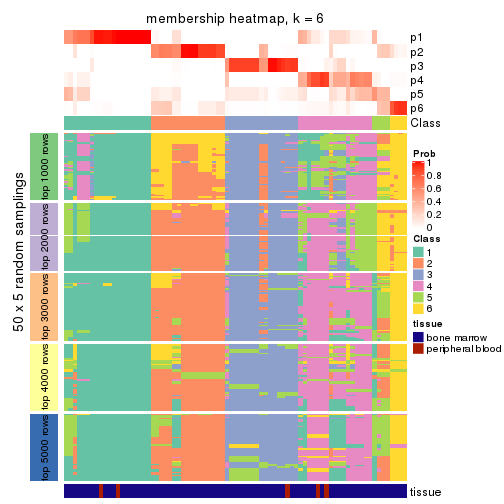 membership heatmap, k = 6
p1
p2
p3
p4
p5
p6
Class
50 x 5 random samplings
top 1000 rows
top 2000 rows
top 3000 rows
top 4000 rows
top 5000 rows
Prob
1
0.8
0.6
0.4
0.2
0
Class
1
2
3
4
5
6
tissue
bone marrow
peripheral blood
tissue